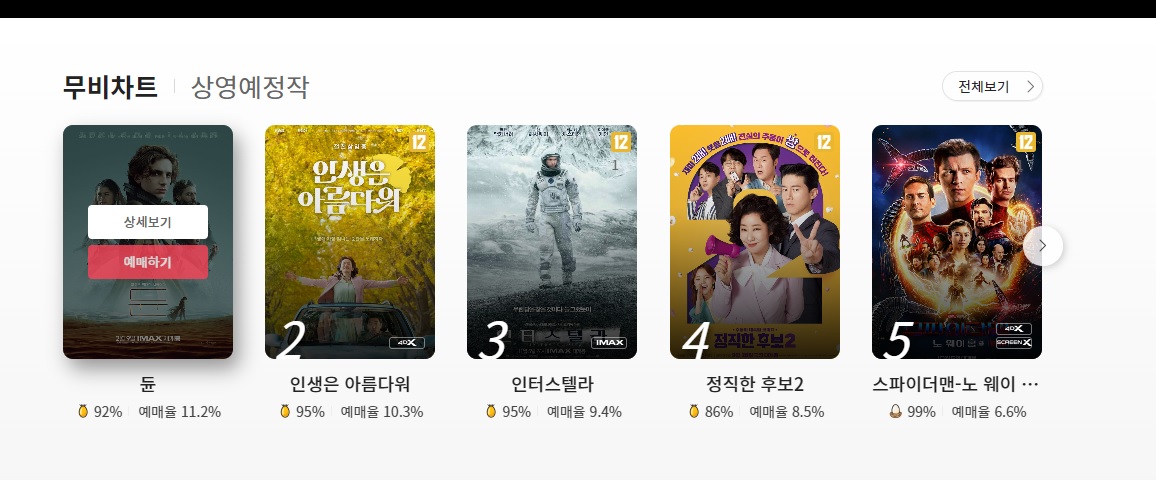 무비차트
상영예정작
전체보기
상세보기
예매하기
IMAX
12
인생은
아름다워
2
4DX
12
3
IMAX
12
정직한 후보2
4
12
노 웨이 홈
5
4DX
SCREENX
듄
92% 예매율 11.2%
인생은 아름다워
95% 예매율 10.3%
인터스텔라
95% 예매율 9.4%
정직한 후보2
86% 예매율 8.5%
스파이더맨-노 웨이 ···
99% 예매율 6.6%